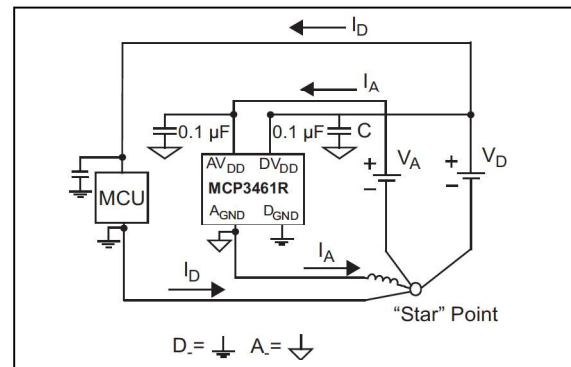 I_D
I_A
0.1 µF
0.1 µF
C
AV_DD
DV_DD
MCP3461R
A_GND
D_GND
V_A
V_D
+
−
+
−
MCU
I_D
I_A
"Star" Point
D_-=
A_-=